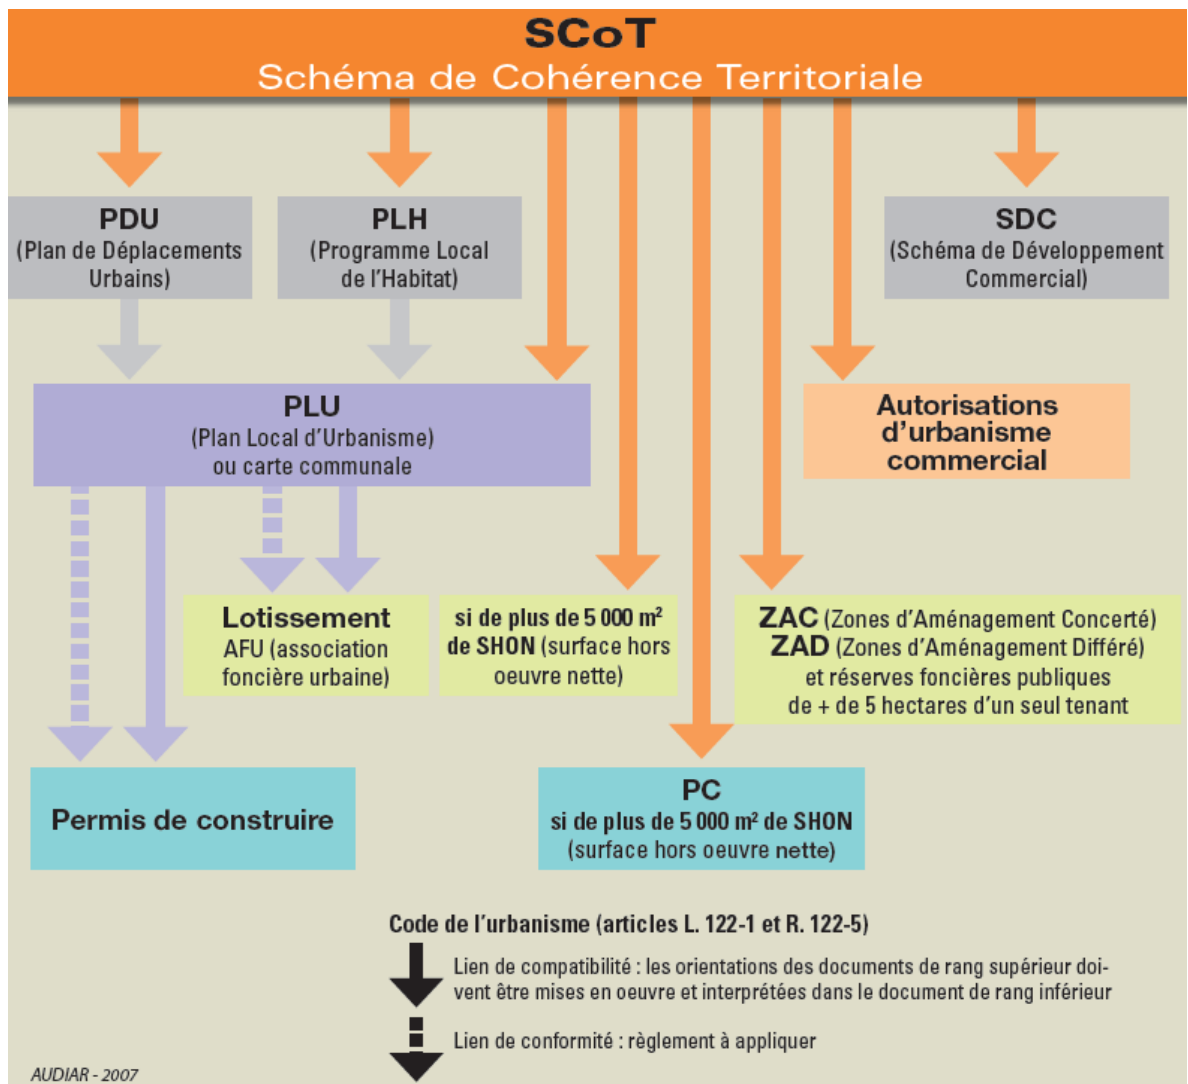 SCoT
Schéma de Cohérence Territoriale
PDU
(Plan de Déplacements
Urbains)
PLH
(Programme Local
de l'Habitat)
SDC
(Schéma de Développement
Commercial)
PLU
(Plan Local d'Urbanisme)
ou carte communale
Autorisations
d'urbanisme
commercial
Lotissement
AFU (association
foncière urbaine)
si de plus de 5 000 m²
de SHON (surface hors
oeuvre nette)
ZAC (Zones d'Aménagement Concerté)
ZAD (Zones d'Aménagement Différé)
et réserves foncières publiques
de + de 5 hectares d'un seul tenant
Permis de construire
PC
si de plus de 5 000 m² de SHON
(surface hors oeuvre nette)
Code de l'urbanisme (articles L. 122-1 et R. 122-5)
Lien de compatibilité : les orientations des documents de rang supérieur doi-
vent être mises en oeuvre et interprétées dans le document de rang inférieur
Lien de conformité : règlement à appliquer
AUDIAR - 2007